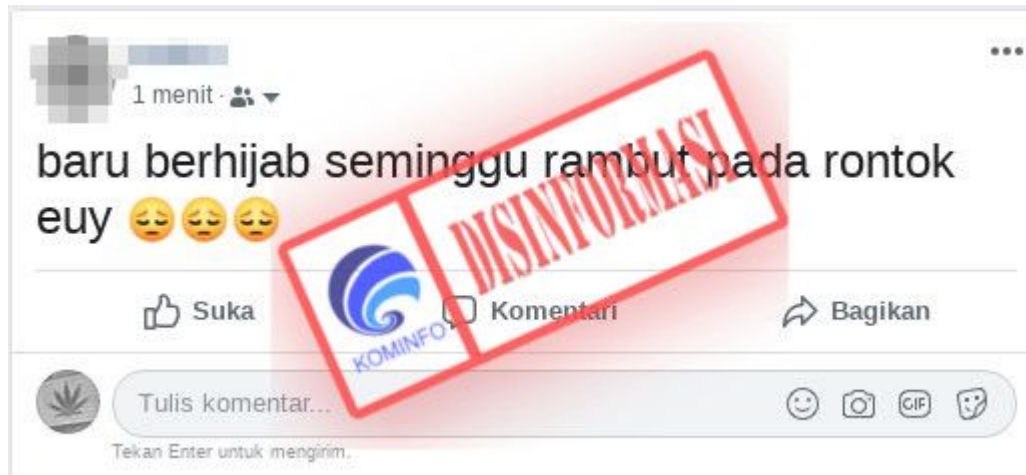 1 menit ·
baru berhijab seminggu rambut pada rontok
euy 😔😔😔
DISINFORMASI
KOMINFO
Suka
Komentari
Bagikan
Tulis komentar...
GIF
Tekan Enter untuk mengirim.